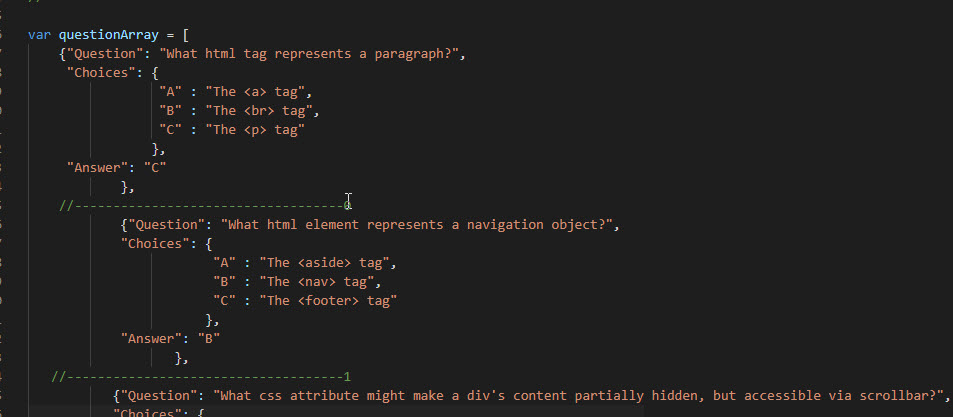 var questionArray = [
{"Question": "What html tag represents a paragraph?",
"Choices": {
"A" : "The <a> tag",
"B" : "The <br> tag",
"C" : "The <p> tag"
},
"Answer": "C"
},
//-----------------------------------0
{"Question": "What html element represents a navigation object?",
"Choices": {
"A" : "The <aside> tag",
"B" : "The <nav> tag",
"C" : "The <footer> tag"
},
"Answer": "B"
},
//------------------------------------1
{"Question": "What css attribute might make a div's content partially hidden, but accessible via scrollbar?",
"Choices": {